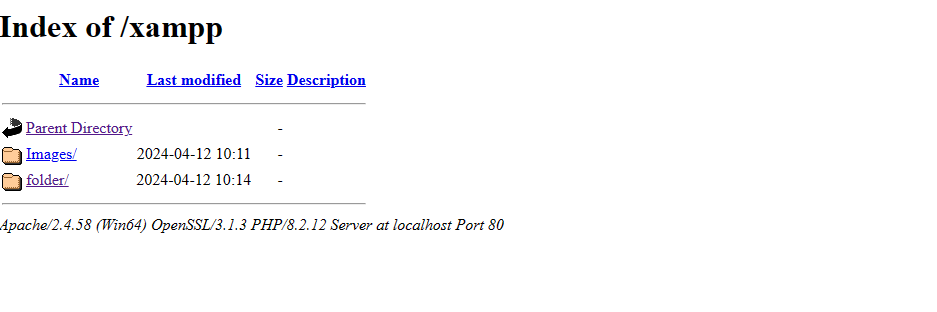 Index of /xampp
Name Last modified Size Description
Parent Directory -
Images/ 2024-04-12 10:11 -
folder/ 2024-04-12 10:14 -
Apache/2.4.58 (Win64) OpenSSL/3.1.3 PHP/8.2.12 Server at localhost Port 80